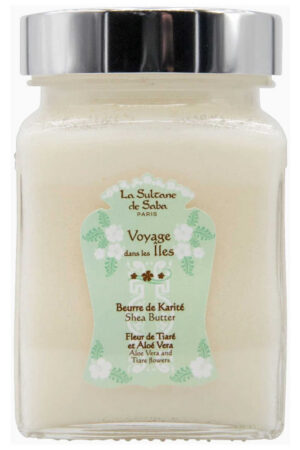 La Sultane
de Saba
PARIS
Voyage
dans les Îles
Beurre de Karité
Shea Butter
Fleur de Tiaré
et Aloé Vera
Aloe Vera and
Tiare flowers